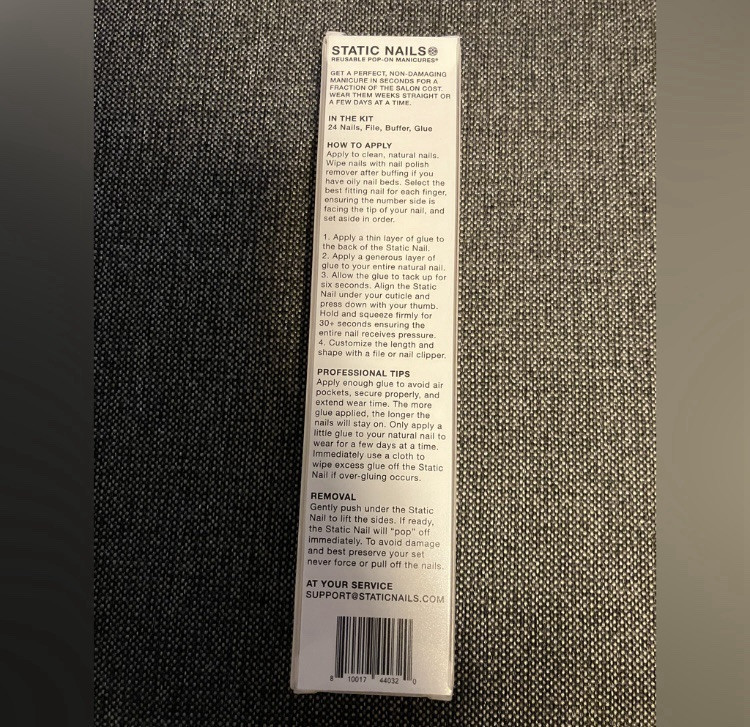 STATIC NAILS
REUSABLE POP-ON MANICURES®
GET A PERFECT, NON-DAMAGING
MANICURE IN SECONDS FOR A
FRACTION OF THE SALON COST.
WEAR THEM WEEKS STRAIGHT OR
A FEW DAYS AT A TIME.
IN THE KIT
24 Nails, File, Buffer, Glue
HOW TO APPLY
Apply to clean, natural nails.
Wipe nails with nail polish
remover after buffing if you
have oily nail beds. Select the
best fitting nail for each finger,
ensuring the number side is
facing the tip of your nail, and
set aside in order.
1. Apply a thin layer of glue to
the back of the Static Nail.
2. Apply a generous layer of
glue to your entire natural nail.
3. Allow the glue to tack up for
six seconds. Align the Static
Nail under your cuticle and
press down with your thumb.
Hold and squeeze firmly for
30+ seconds ensuring the
entire nail receives pressure.
4. Customize the length and
shape with a file or nail clipper.
PROFESSIONAL TIPS
Apply enough glue to avoid air
pockets, secure properly, and
extend wear time. The more
glue applied, the longer the
nails will stay on. Only apply a
little glue to your natural nail to
wear for a few days at a time.
Immediately use a cloth to
wipe excess glue off the Static
Nail if over-gluing occurs.
REMOVAL
Gently push under the Static
Nail to lift the sides. If ready,
the Static Nail will "pop" off
immediately. To avoid damage
and best preserve your set
never force or pull off the nails.
AT YOUR SERVICE
SUPPORT@STATICNAILS.COM
8 10017 44032 0